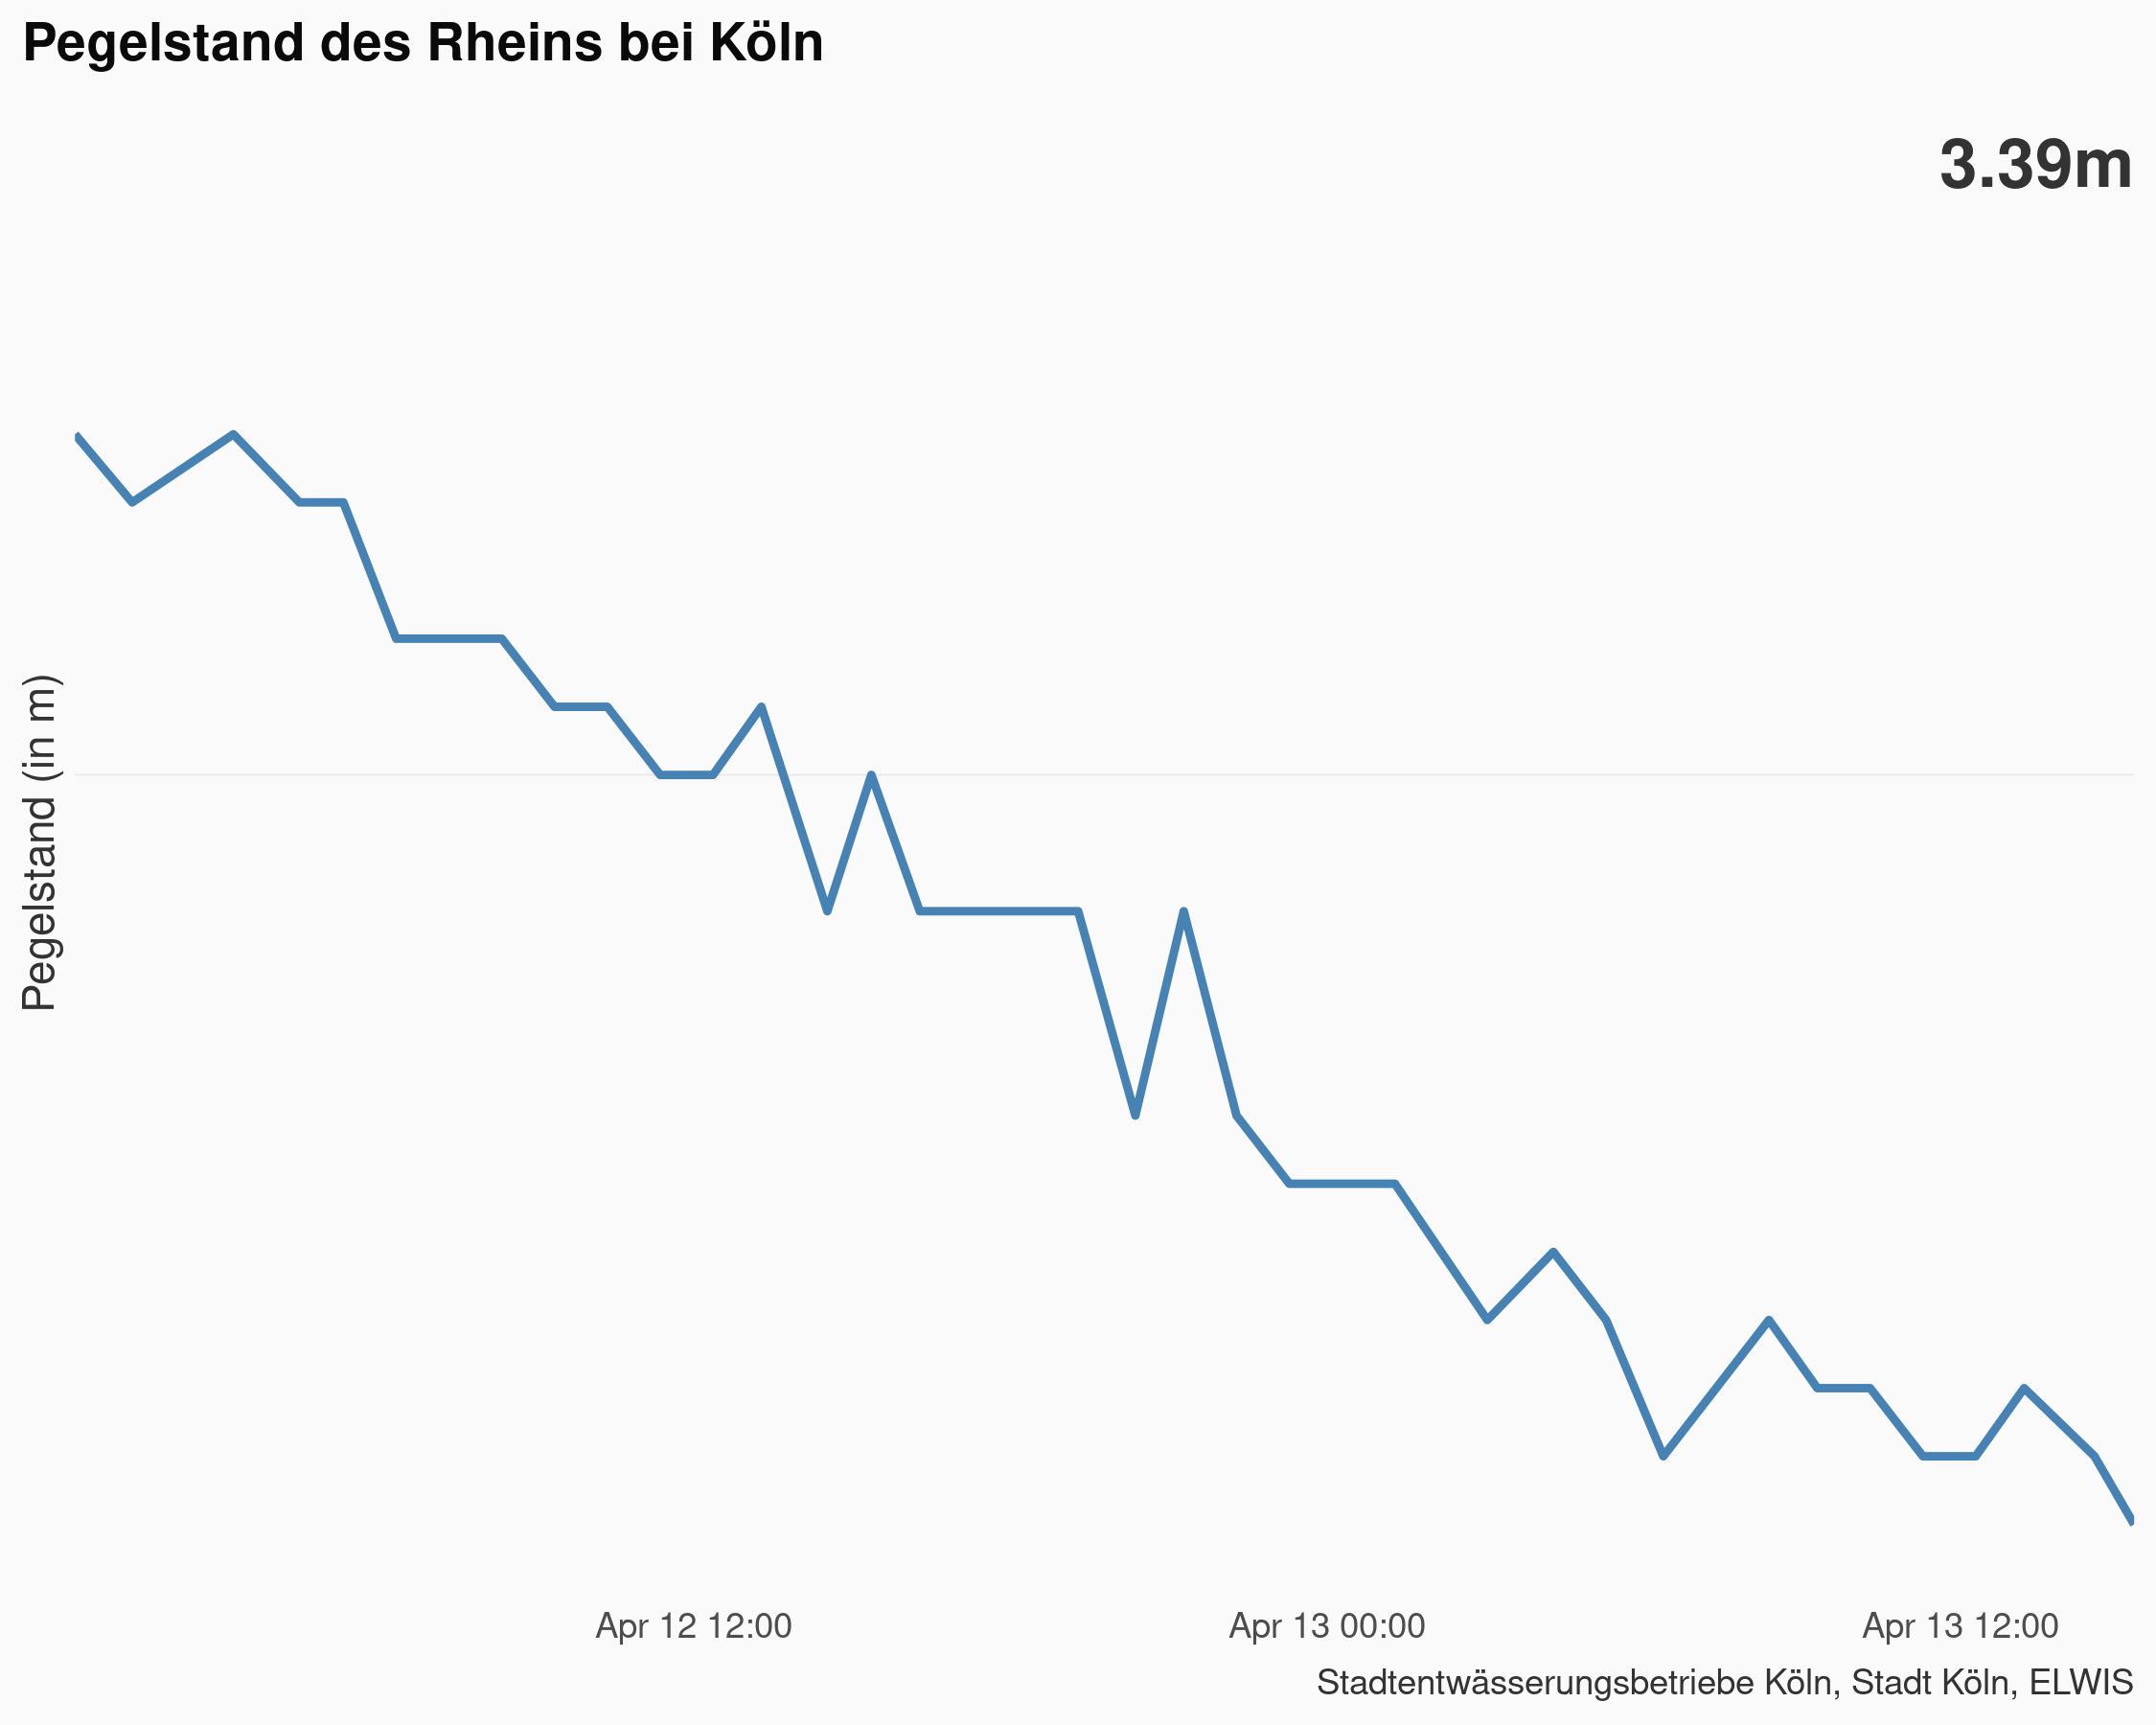 Pegelstand des Rheins bei Köln
3.39m
Pegelstand (in m)
Apr 12 12:00
Apr 13 00:00
Apr 13 12:00
Stadtentwässerungsbetriebe Köln, Stadt Köln, ELWIS